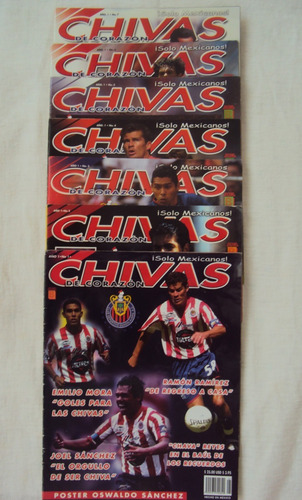 CHIVAS
DE CORAZÓN
¡Solo Mexicanos!
CHIVAS
DE CORAZÓN
¡Solo Mexicanos!
CHIVAS
DE CORAZÓN
¡Solo Mexicanos!
CHIVAS
DE CORAZÓN
¡Solo Mexicanos!
CHIVAS
DE CORAZÓN
¡Solo Mexicanos!
CHIVAS
DE CORAZÓN
¡Solo Mexicanos!
CHIVAS
DE CORAZÓN
EMILIO MORA
"GOLES PARA
LAS CHIVAS"
RAMÓN RAMÍREZ
"DE REGRESO A CASA"
JOEL SÁNCHEZ
"EL ORGULLO
DE SER CHIVA"
"CHAVA" REYES
EN EL BAÚL DE
LOS RECUERDOS
POSTER OSWALDO SÁNCHEZ